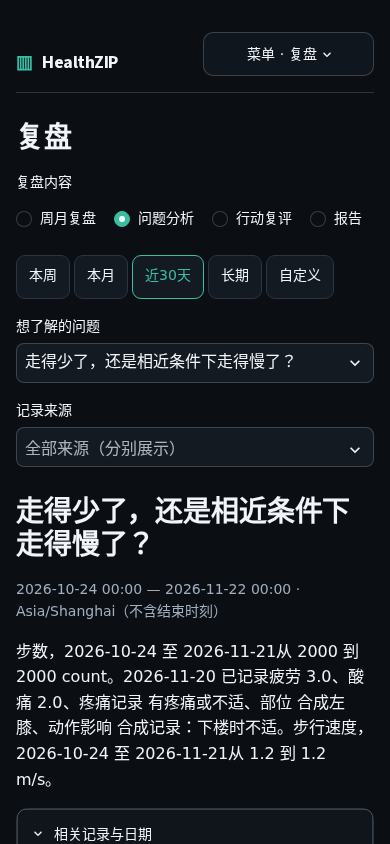 HealthZIP
菜单 · 复盘
复盘
复盘内容
周月复盘 问题分析 行动复评 报告
本周 本月 近30天 长期 自定义
想了解的问题
走得少了，还是相近条件下走得慢了？
记录来源
全部来源（分别展示）
走得少了，还是相近条件下
走得慢了？
2026-10-24 00:00 — 2026-11-22 00:00 ·
Asia/Shanghai（不含结束时刻）
步数，2026-10-24 至 2026-11-21从 2000 到
2000 count。2026-11-20 已记录疲劳 3.0、酸
痛 2.0、疼痛记录 有疼痛或不适、部位 合成左
膝、动作影响 合成记录：下楼时不适。步行速度，
2026-10-24 至 2026-11-21从 1.2 到 1.2
m/s。
相关记录与日期